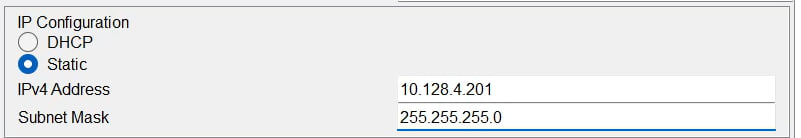 IP Configuration
DHCP
Static
IPv4 Address 10.128.4.201
Subnet Mask 255.255.255.0